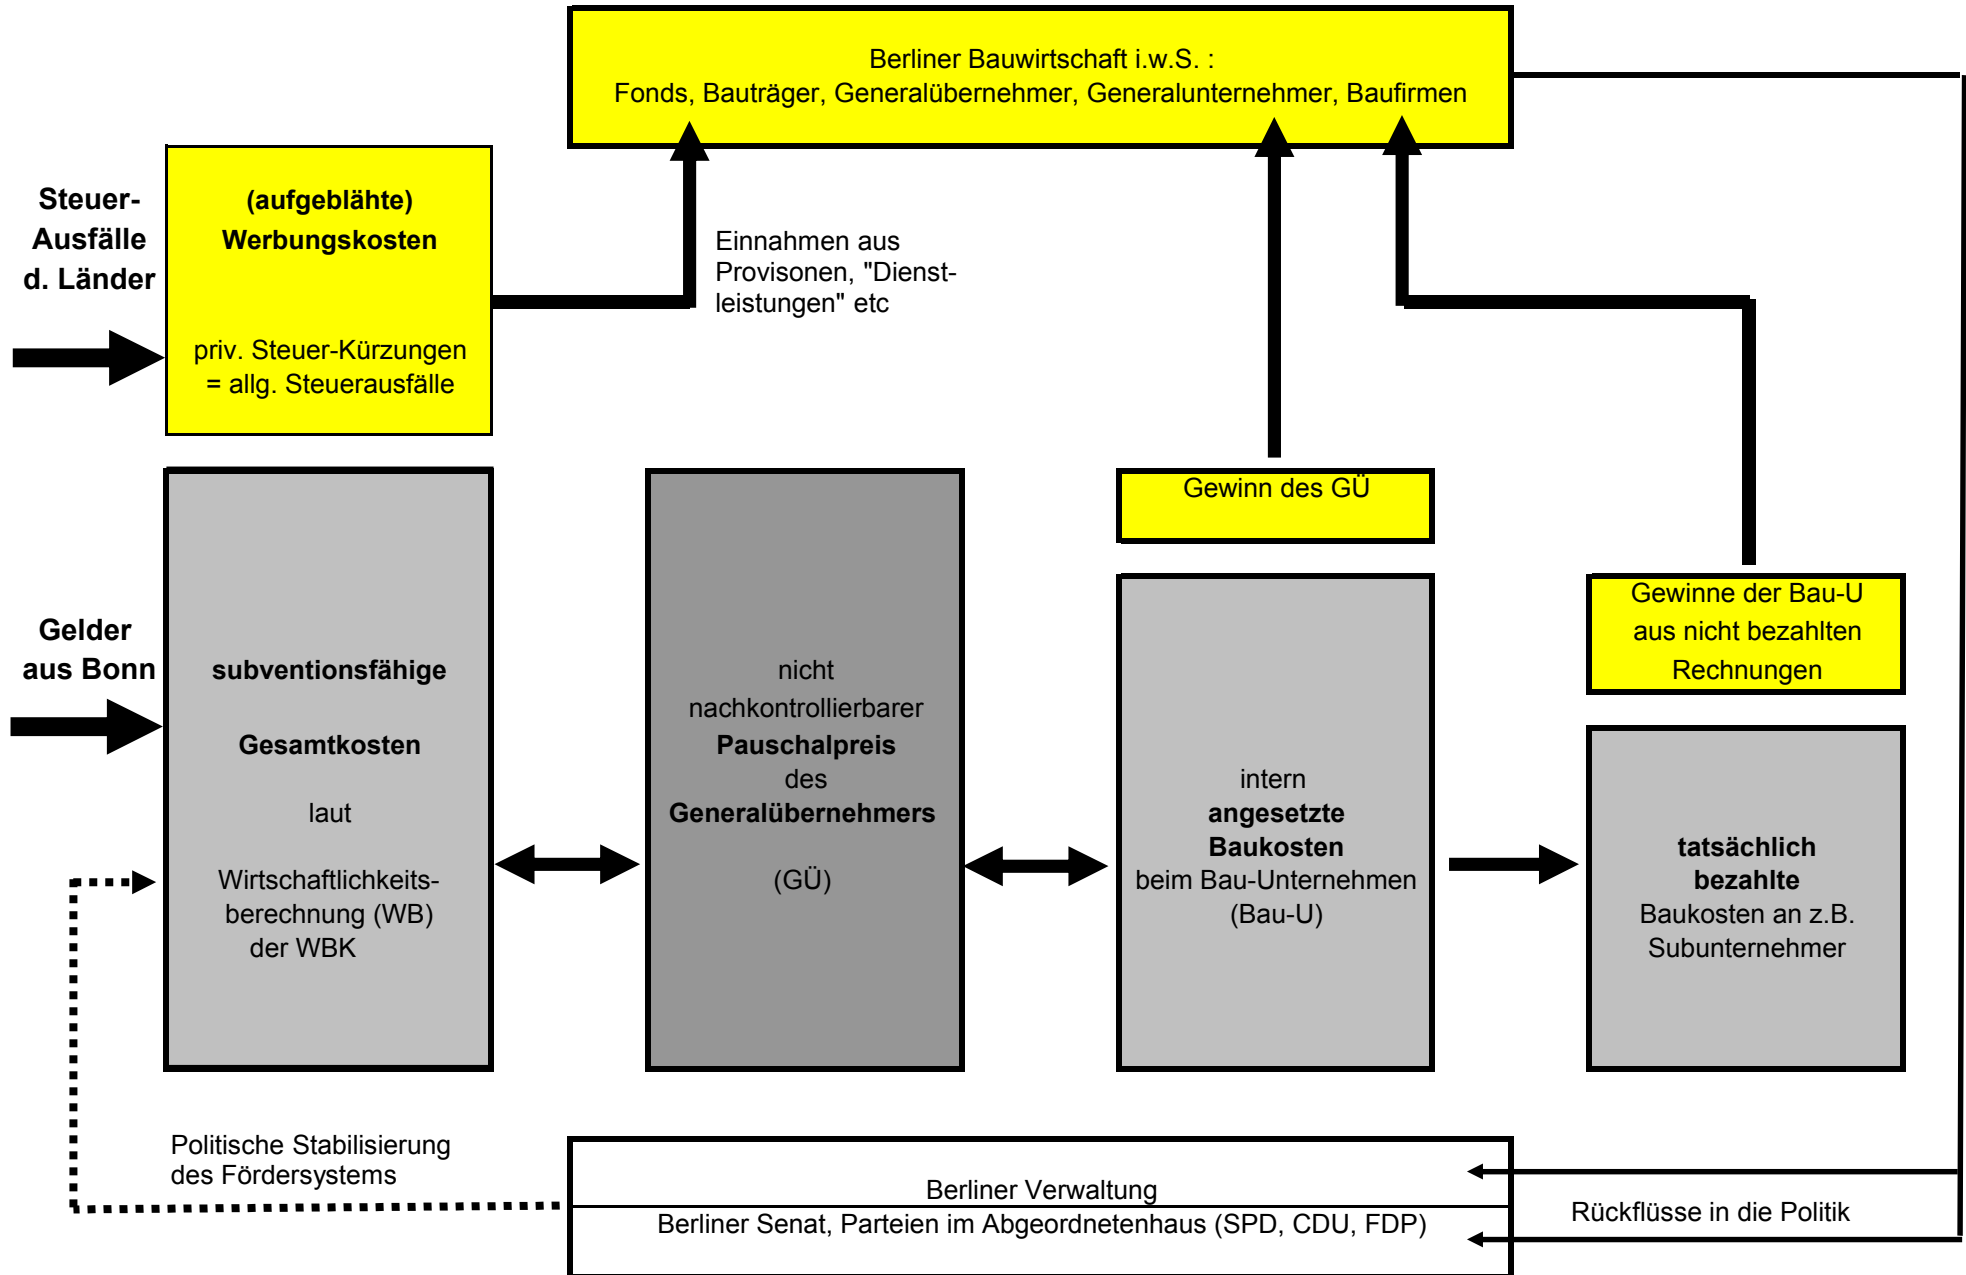 Berliner Bauwirtschaft i.w.S. :
Fonds, Bauträger, Generalübernehmer, Generalunternehmer, Baufirmen
Steuer-
Ausfälle
d. Länder
(aufgeblähte)
Werbungskosten
priv. Steuer-Kürzungen
= allg. Steuerausfälle
Einnahmen aus
Provisonen, "Dienst-
leistungen" etc
Gelder
aus Bonn
subventionsfähige
Gesamtkosten
laut
Wirtschaftlichkeits-
berechnung (WB)
der WBK
nicht
nachkontrollierbarer
Pauschalpreis
des
Generalübernehmers
(GÜ)
Gewinn des GÜ
intern
angesetzte
Baukosten
beim Bau-Unternehmen
(Bau-U)
Gewinne der Bau-U
aus nicht bezahlten
Rechnungen
tatsächlich
bezahlte
Baukosten an z.B.
Subunternehmer
Politische Stabilisierung
des Fördersystems
Berliner Verwaltung
Berliner Senat, Parteien im Abgeordnetenhaus (SPD, CDU, FDP)
Rückflüsse in die Politik